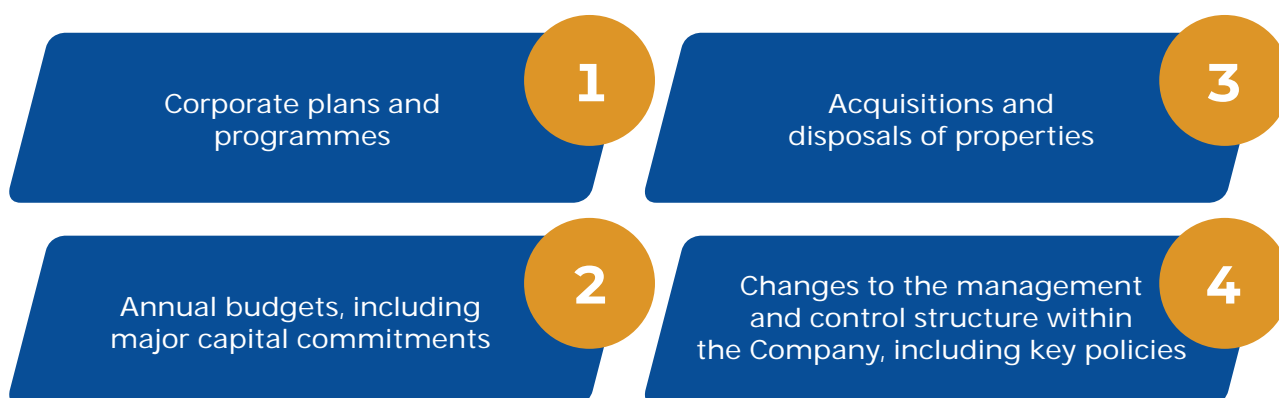 Corporate plans and
programmes
1
Annual budgets, including
major capital commitments
2
Acquisitions and
disposals of properties
3
Changes to the management
and control structure within
the Company, including key policies
4